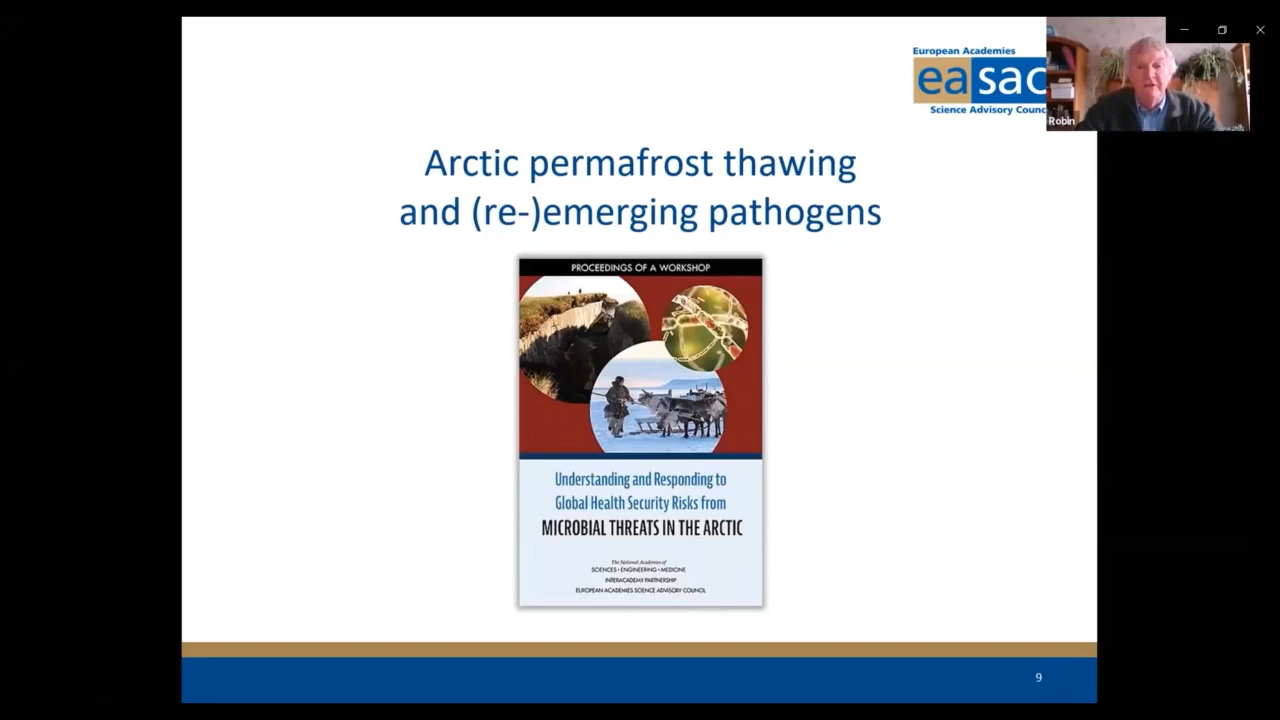 European Academies
easac
Science Advisory Counc
Robin
Arctic permafrost thawing
and (re-)emerging pathogens
PROCEEDINGS OF A WORKSHOP
Understanding and Responding to
Global Health Security Risks from
MICROBIAL THREATS IN THE ARCTIC
The National Academies of
SCIENCES • ENGINEERING • MEDICINE
INTERACADEMY PARTNERSHIP
EUROPEAN ACADEMIES SCIENCE ADVISORY COUNCIL
9